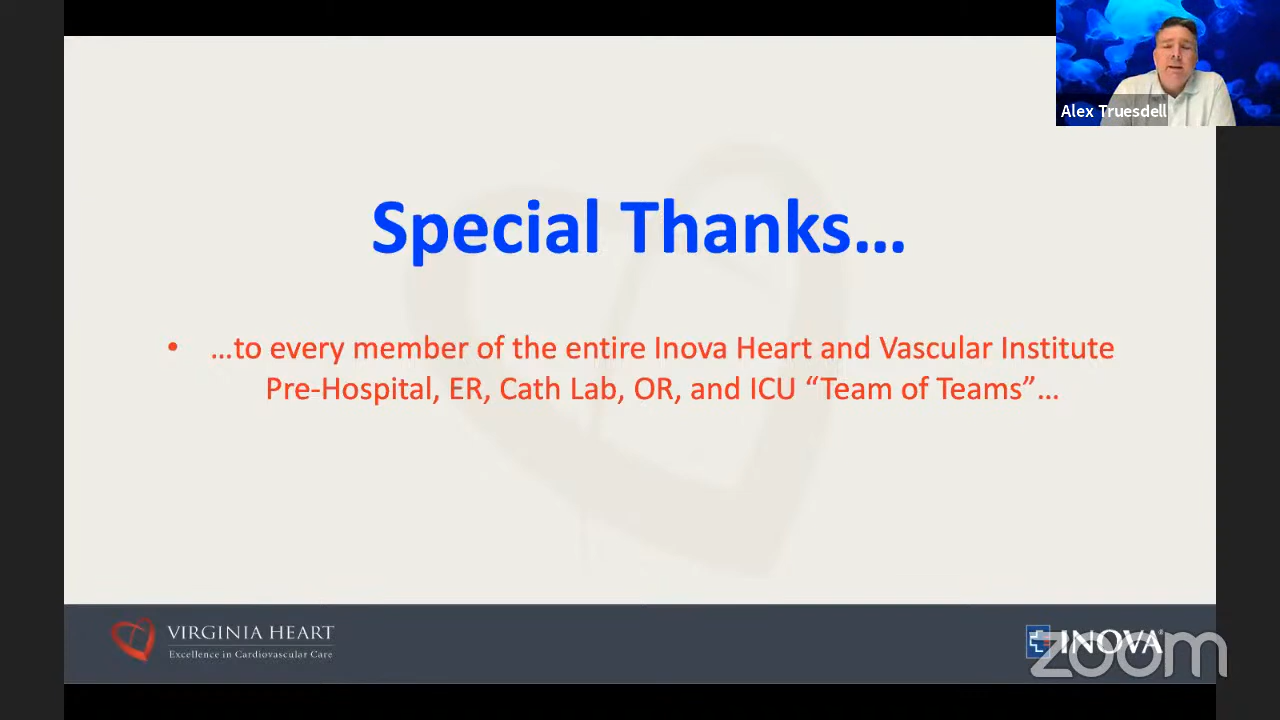 Alex Truesdell
Special Thanks…
• …to every member of the entire Inova Heart and Vascular Institute
Pre-Hospital, ER, Cath Lab, OR, and ICU “Team of Teams”…
VIRGINIA HEART
Excellence in Cardiovascular Care
INOVA
zoom